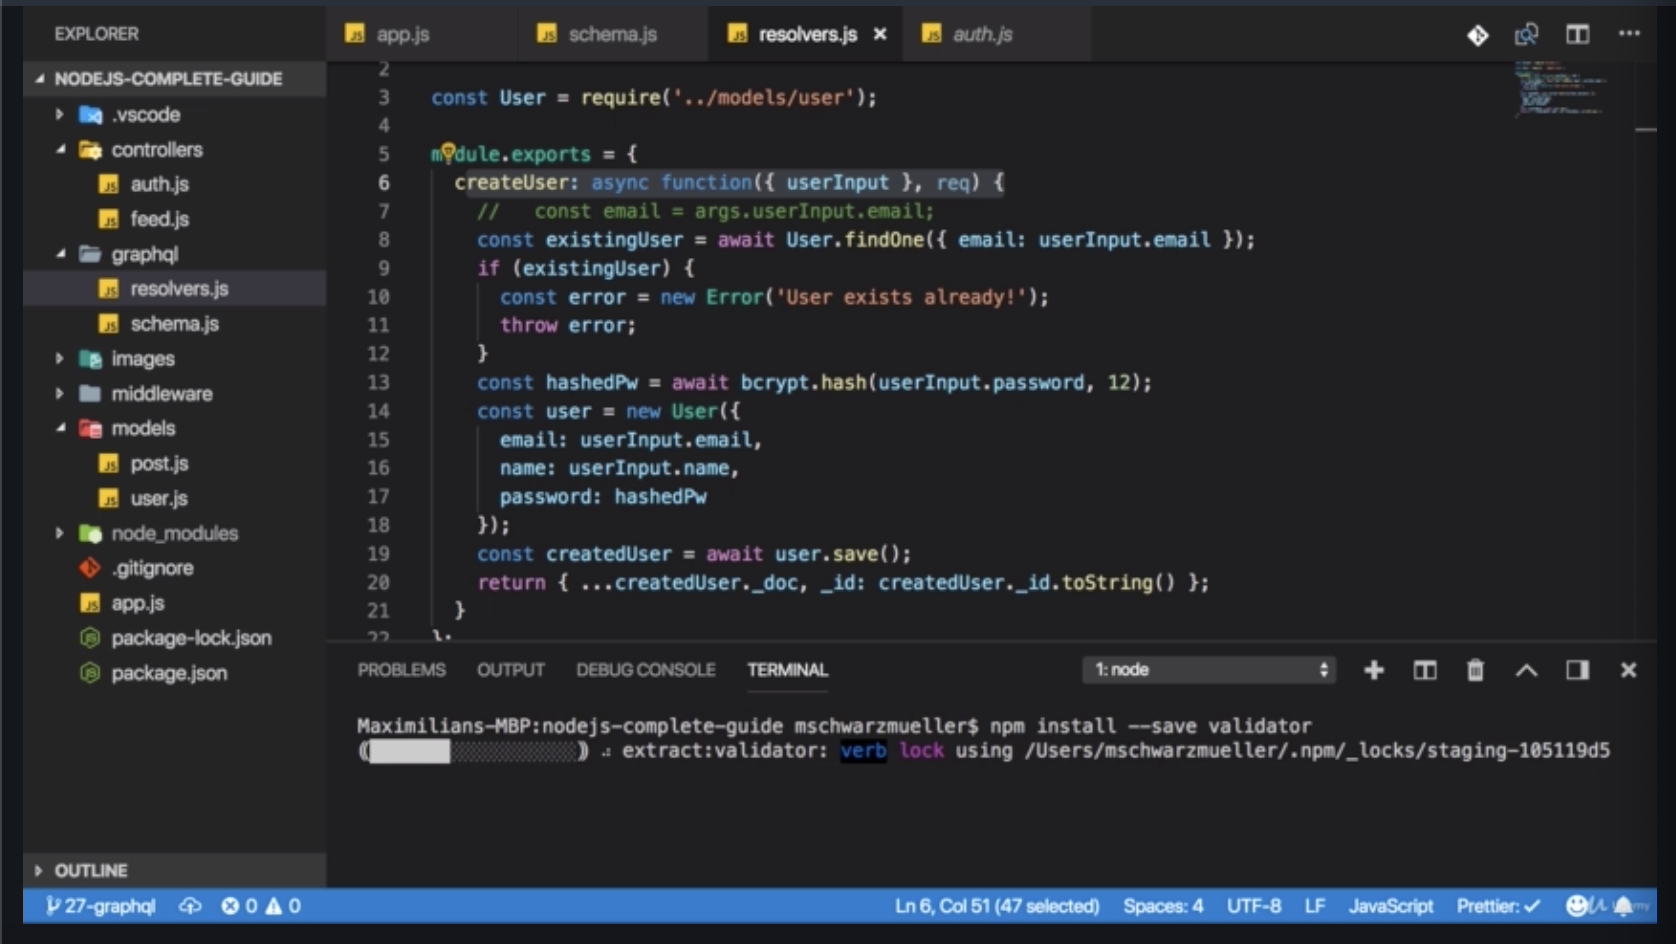 EXPLORER
app.js
schema.js
resolvers.js
auth.js
NODEJS-COMPLETE-GUIDE
.vscode
controllers
auth.js
feed.js
graphql
resolvers.js
schema.js
images
middleware
models
post.js
user.js
node_modules
.gitignore
app.js
package-lock.json
package.json
OUTLINE
2
3 const User = require('../models/user');
4
5 module.exports = {
6 createUser: async function({ userInput }, req) {
7 // const email = args.userInput.email;
8 const existingUser = await User.findOne({ email: userInput.email });
9 if (existingUser) {
10 const error = new Error('User exists already!');
11 throw error;
12 }
13 const hashedPw = await bcrypt.hash(userInput.password, 12);
14 const user = new User({
15 email: userInput.email,
16 name: userInput.name,
17 password: hashedPw
18 });
19 const createdUser = await user.save();
20 return { ...createdUser._doc, _id: createdUser._id.toString() };
21 }
22 };
PROBLEMS OUTPUT DEBUG CONSOLE TERMINAL 1: node
Maximilians-MBP:nodejs-complete-guide mschwarzmueller$ npm install --save validator
extract:validator: verb lock using /Users/mschwarzmueller/.npm/_locks/staging-105119d5
27-graphql 0 0 Ln 6, Col 51 (47 selected) Spaces: 4 UTF-8 LF JavaScript Prettier: ✓